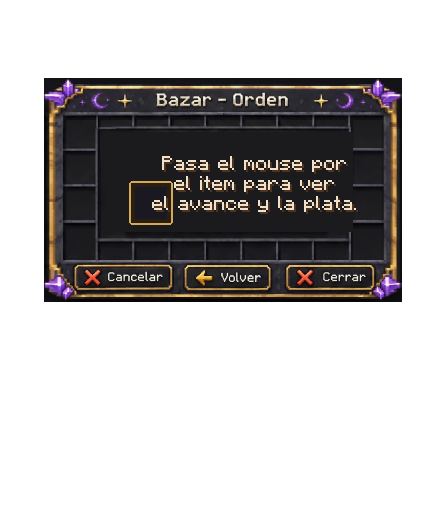 Bazar - Orden
Pasa el mouse por
el item para ver
el avance y la plata.
Cancelar
Volver
Cerrar